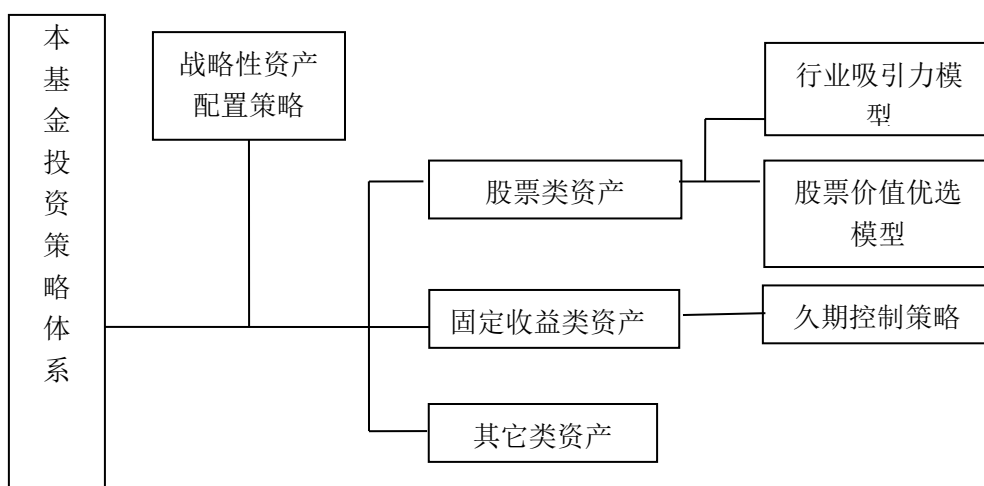 本
基
金
投
资
策
略
体
系
战略性资产
配置策略
股票类资产
固定收益类资产
其它类资产
行业吸引力模
型
股票价值优选
模型
久期控制策略